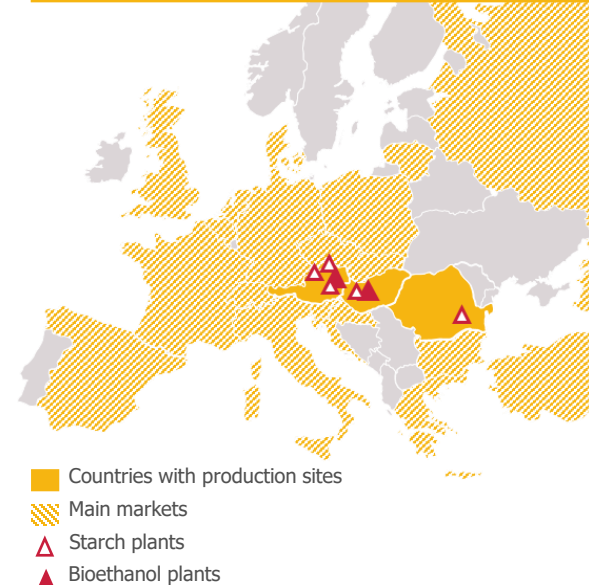 Countries with production sites
Main markets
Starch plants
Bioethanol plants